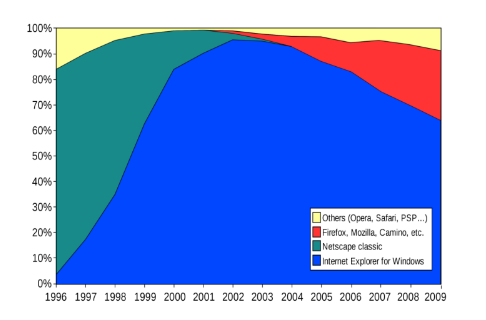 100%
90%
80%
70%
60%
50%
40%
30%
20%
10%
0%
Others (Opera, Safari, PSP...)
Firefox, Mozilla, Camino, etc.
Netscape classic
Internet Explorer for Windows
1996 1997 1998 1999 2000 2001 2002 2003 2004 2005 2006 2007 2008 2009